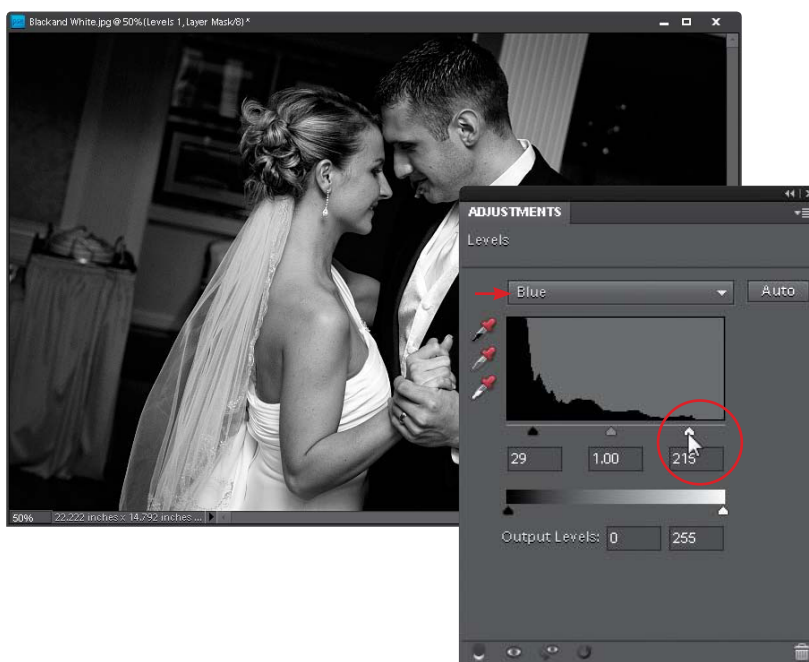 Blackand White.jpg @ 50% (Levels 1, Layer Mask/8) *
ADJUSTMENTS
Levels
Blue
Auto
29 1.00 215
Output Levels: 0 255
50% 22.222 inches x 14.792 inches ...